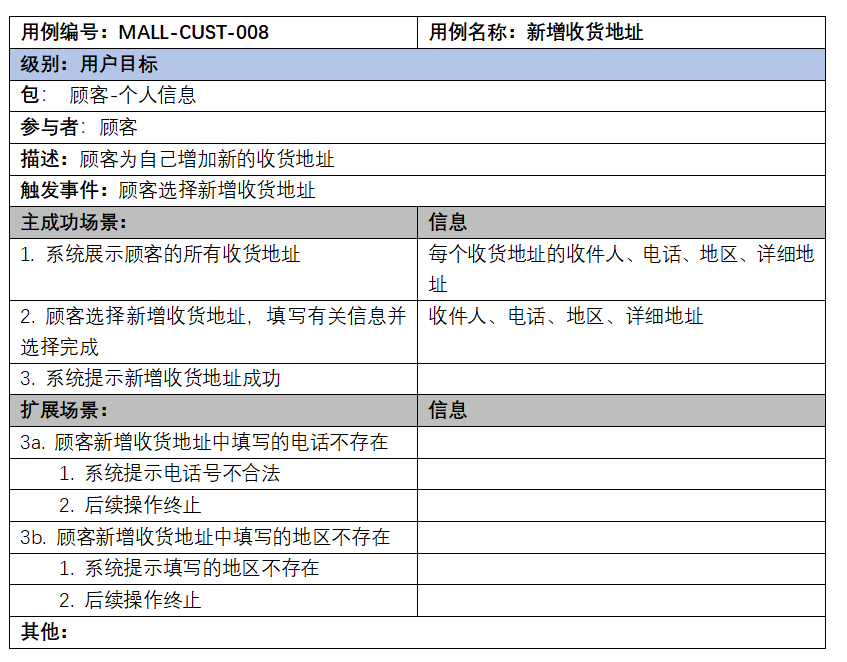 用例编号：MALL-CUST-008 用例名称：新增收货地址
级别：用户目标
包： 顾客-个人信息
参与者：顾客
描述：顾客为自己增加新的收货地址
触发事件：顾客选择新增收货地址
主成功场景： 信息
1. 系统展示顾客的所有收货地址 每个收货地址的收件人、电话、地区、详细地
址
2. 顾客选择新增收货地址，填写有关信息并 收件人、电话、地区、详细地址
选择完成
3. 系统提示新增收货地址成功
扩展场景： 信息
3a. 顾客新增收货地址中填写的电话不存在
1. 系统提示电话号不合法
2. 后续操作终止
3b. 顾客新增收货地址中填写的地区不存在
1. 系统提示填写的地区不存在
2. 后续操作终止
其他：